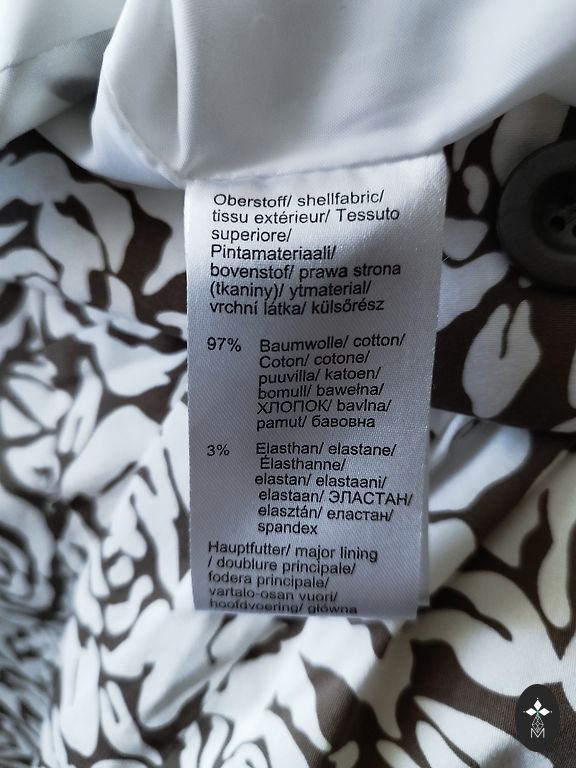 Oberstoff/ shellfabric/
tissu extérieur/ Tessuto
superiore/
Pintamateriaali/
bovenstof/ prawa strona
(tkaniny)/ ytmaterial/
vrchní látka/ külsőrész
97% Baumwolle/ cotton/
Coton/ cotone/
puuvilla/ katoen/
bomull/ bawełna/
ХЛОПОК/ bavlna/
pamut/ бавовна
3% Elasthan/ elastane/
Élasthanne/
elastan/ elastaani/
elastaan/ ЭЛАСТАН/
elasztán/ еластан/
spandex
Hauptfutter/ major lining
/ doublure principale/
fodera principale/
vartalo-osan vuori/
hoofdvoering/ główna
M